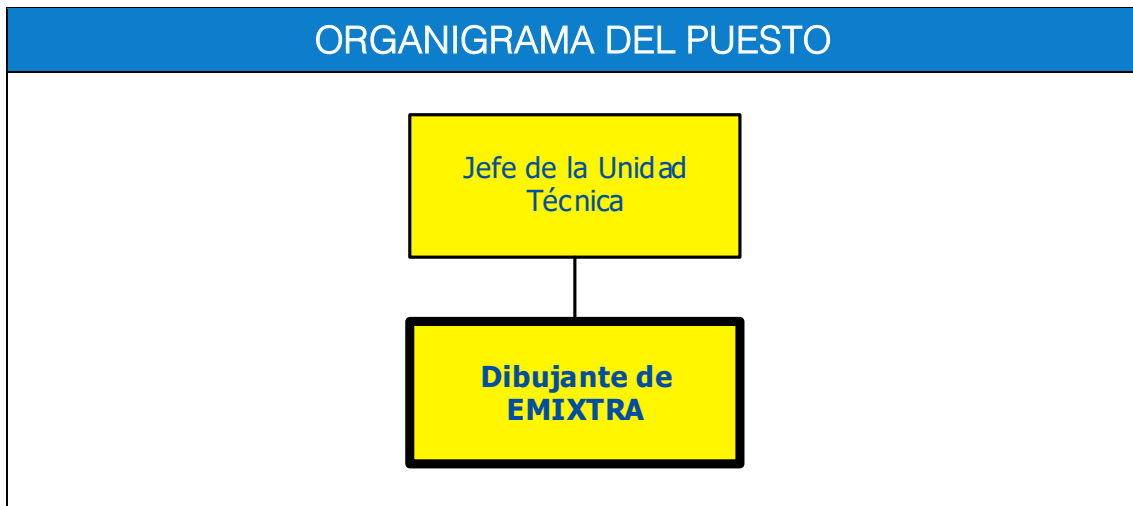 ORGANIGRAMA DEL PUESTO
Jefe de la Unidad
Técnica
Dibujante de
EMIXTRA